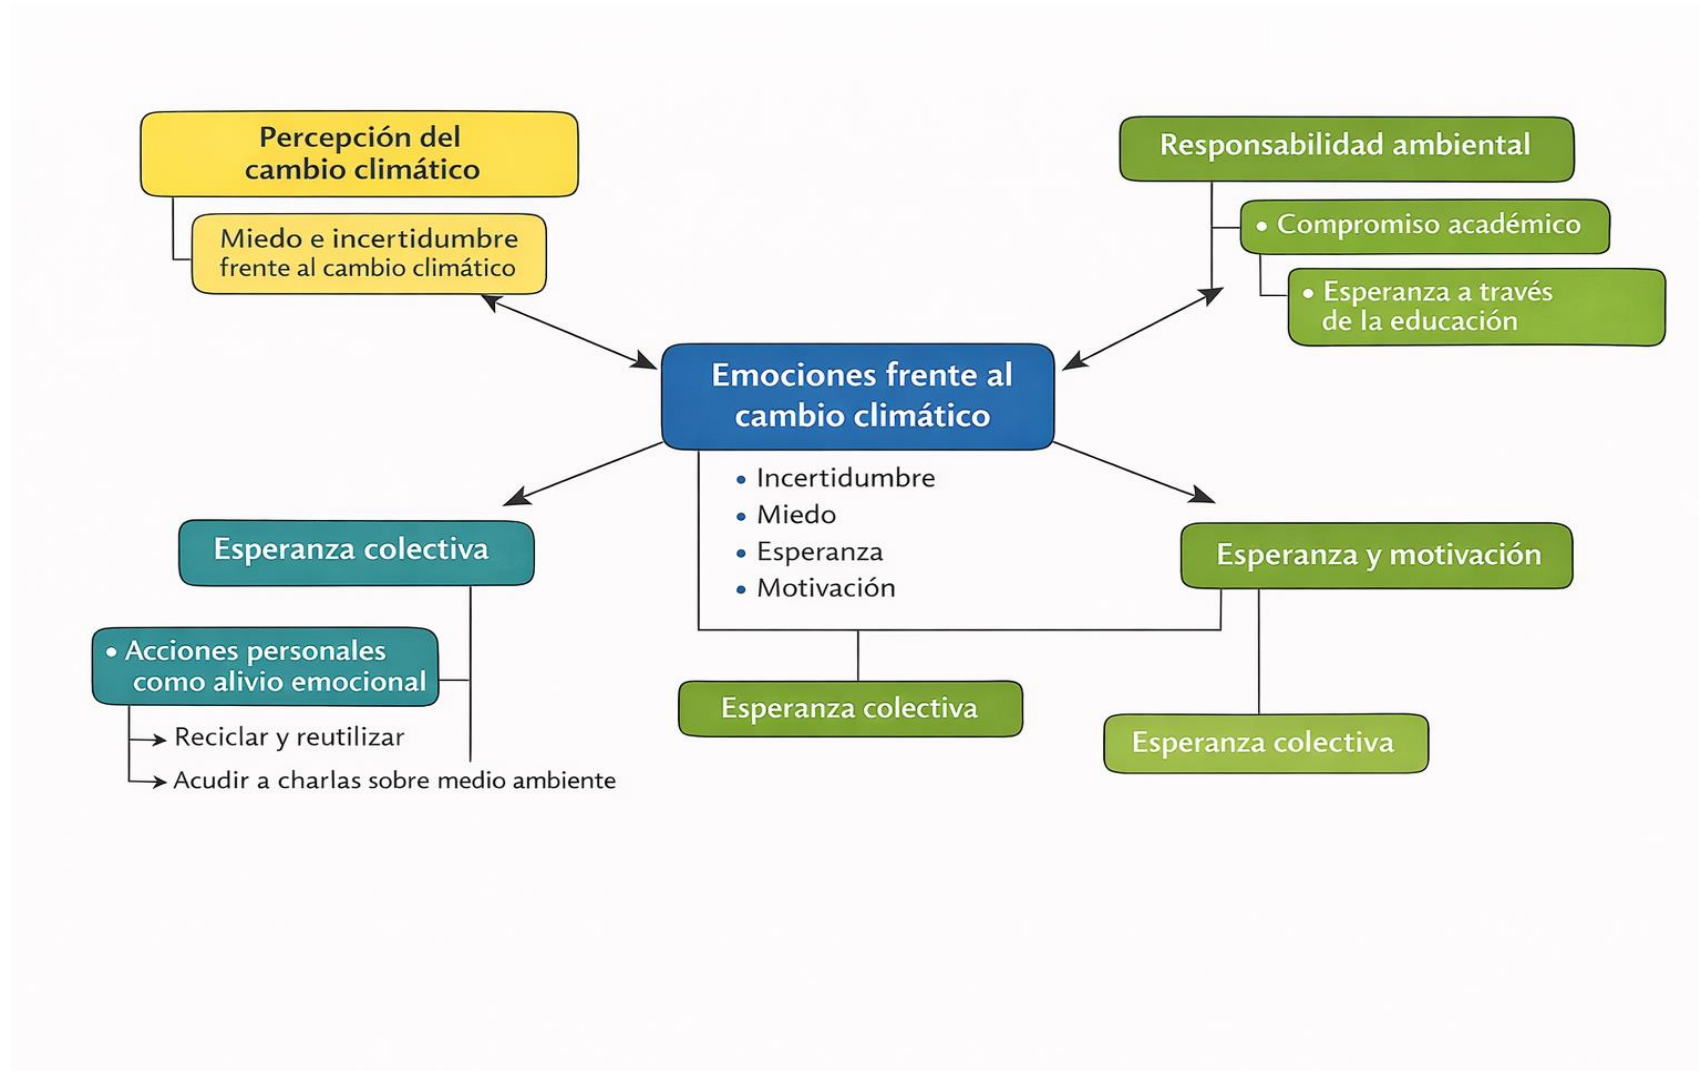 Percepción del
cambio climático
Miedo e incertidumbre
frente al cambio climático
Responsabilidad ambiental
• Compromiso académico
• Esperanza a través
de la educación
Emociones frente al
cambio climático
• Incertidumbre
• Miedo
• Esperanza
• Motivación
Esperanza colectiva
• Acciones personales
como alivio emocional
Reciclar y reutilizar
Acudir a charlas sobre medio ambiente
Esperanza y motivación
Esperanza colectiva
Esperanza colectiva